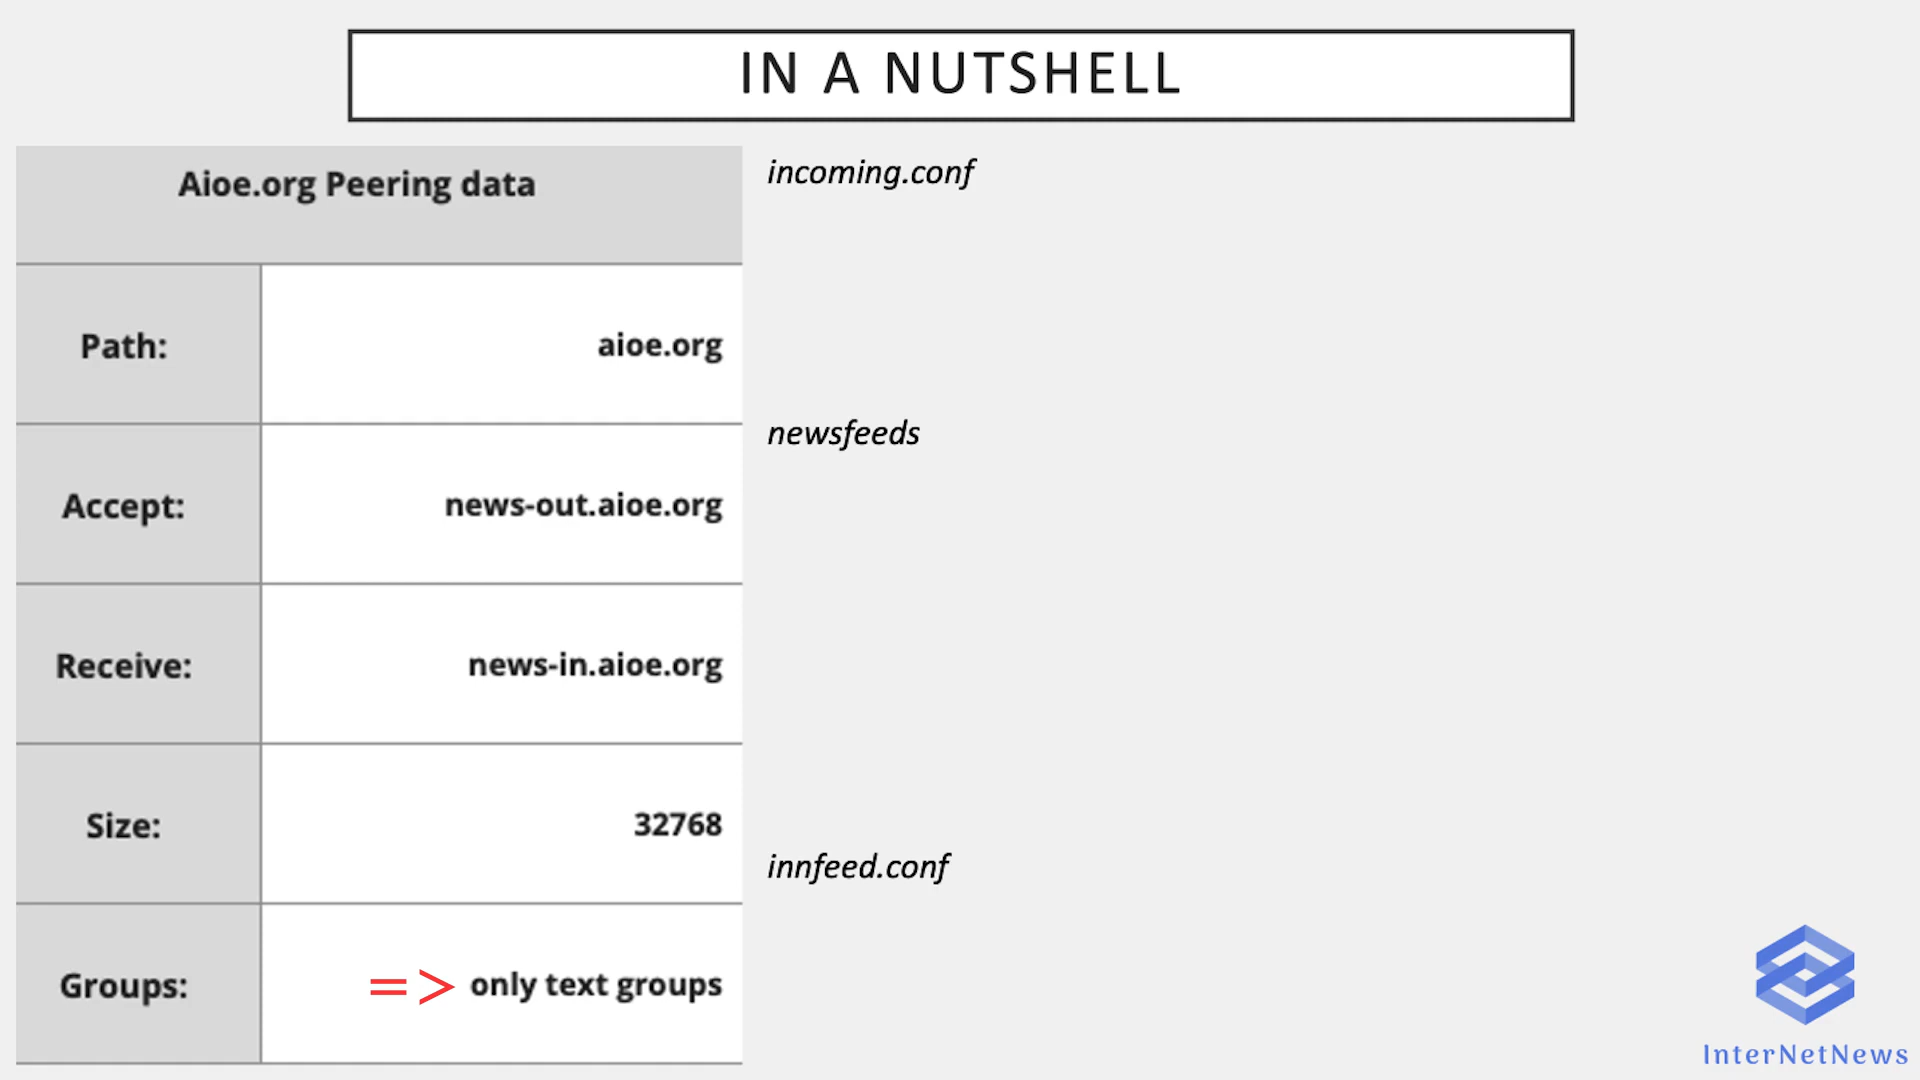 IN A NUTSHELL
Aioe.org Peering data
Path: aioe.org
Accept: news-out.aioe.org
Receive: news-in.aioe.org
Size: 32768
Groups: => only text groups
incoming.conf
newsfeeds
innfeed.conf
InterNetNews